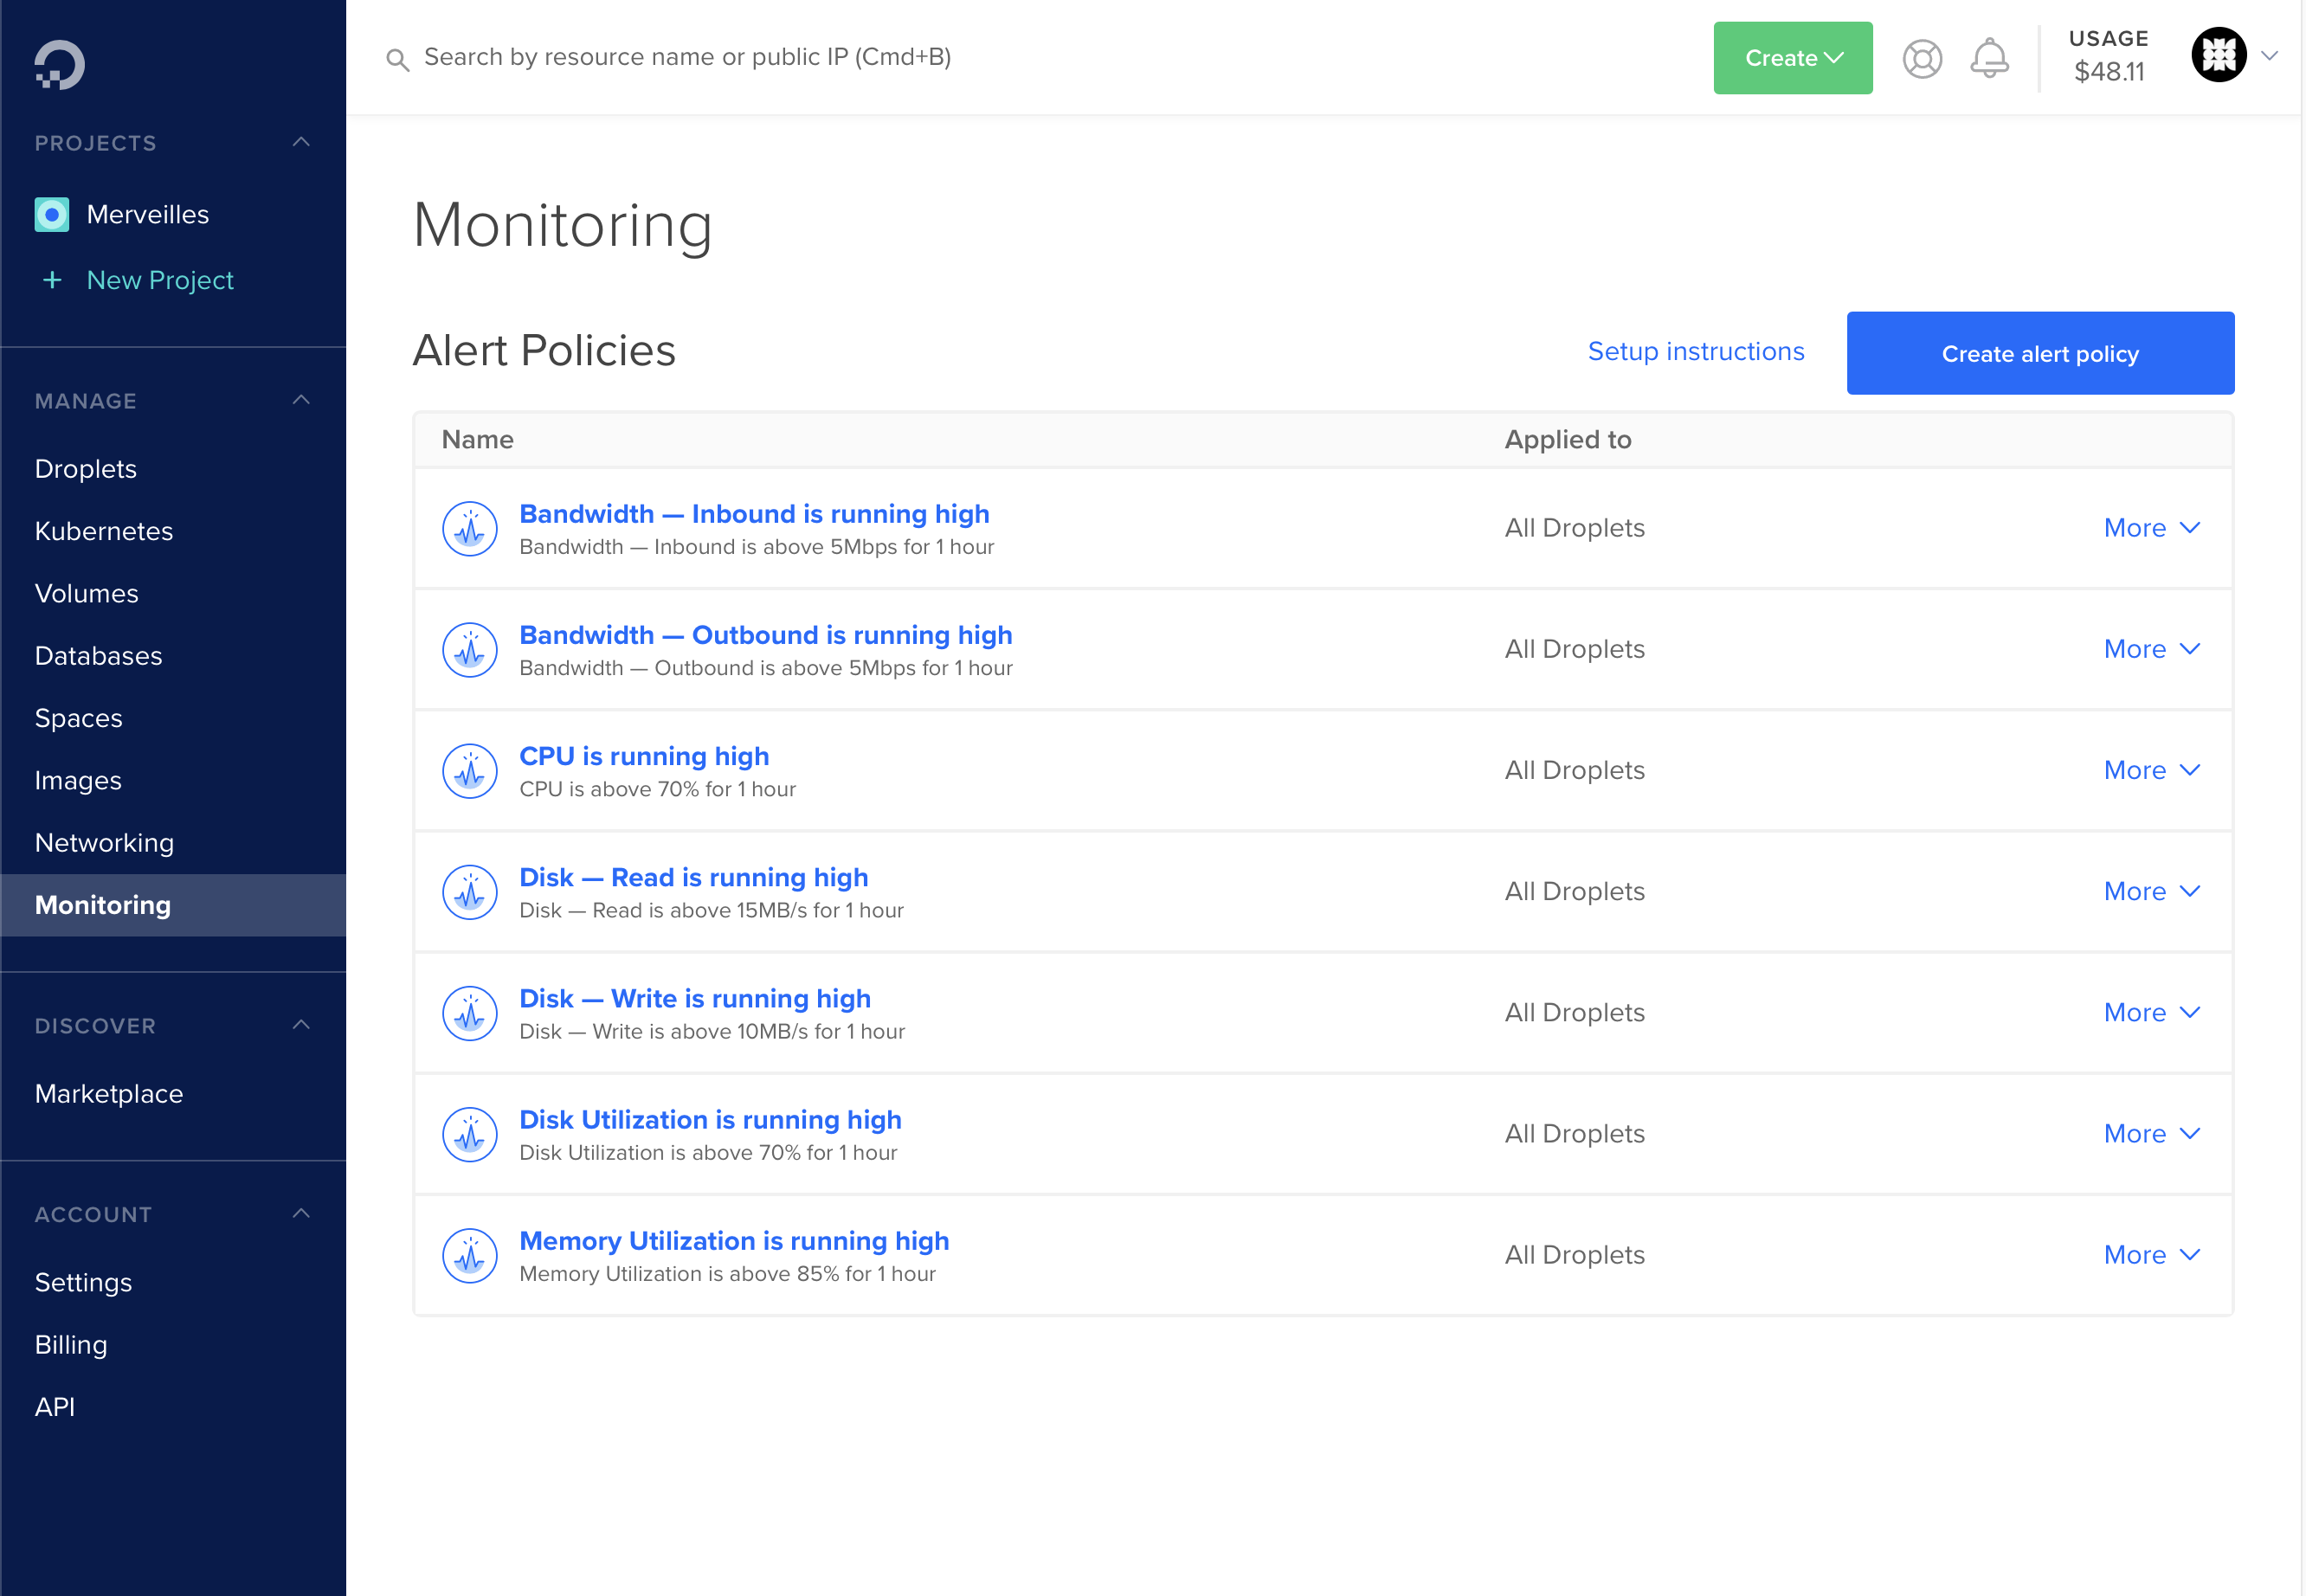 Search by resource name or public IP (Cmd+B)
Create
USAGE
$48.11
PROJECTS
Merveilles
+ New Project
MANAGE
Droplets
Kubernetes
Volumes
Databases
Spaces
Images
Networking
Monitoring
DISCOVER
Marketplace
ACCOUNT
Settings
Billing
API
Monitoring
Alert Policies
Setup instructions
Create alert policy
Name
Applied to
Bandwidth — Inbound is running high
Bandwidth — Inbound is above 5Mbps for 1 hour
All Droplets
More
Bandwidth — Outbound is running high
Bandwidth — Outbound is above 5Mbps for 1 hour
All Droplets
More
CPU is running high
CPU is above 70% for 1 hour
All Droplets
More
Disk — Read is running high
Disk — Read is above 15MB/s for 1 hour
All Droplets
More
Disk — Write is running high
Disk — Write is above 10MB/s for 1 hour
All Droplets
More
Disk Utilization is running high
Disk Utilization is above 70% for 1 hour
All Droplets
More
Memory Utilization is running high
Memory Utilization is above 85% for 1 hour
All Droplets
More